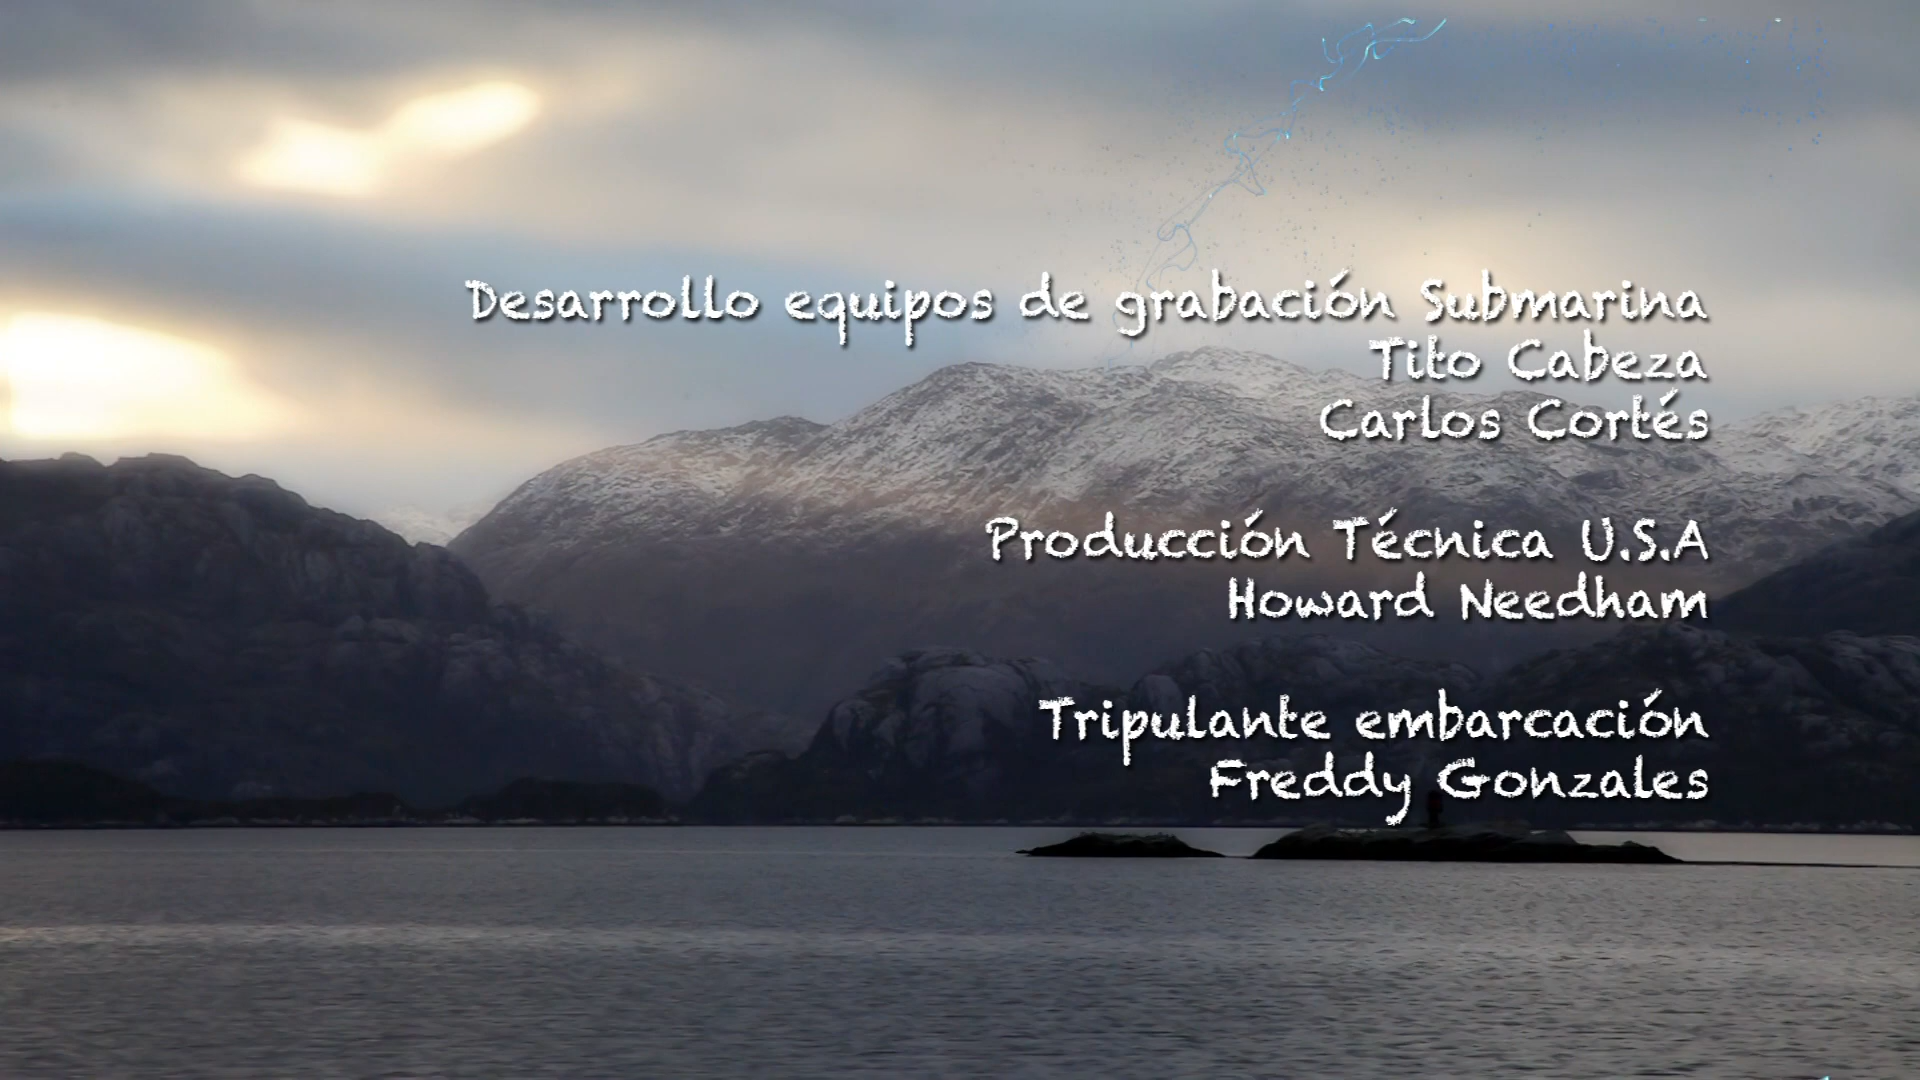 Desarrollo equipos de grabación Submarina
Tito Cabeza
Carlos Cortés
Producción Técnica U.S.A
Howard Needham
Tripulante embarcación
Freddy Gonzales